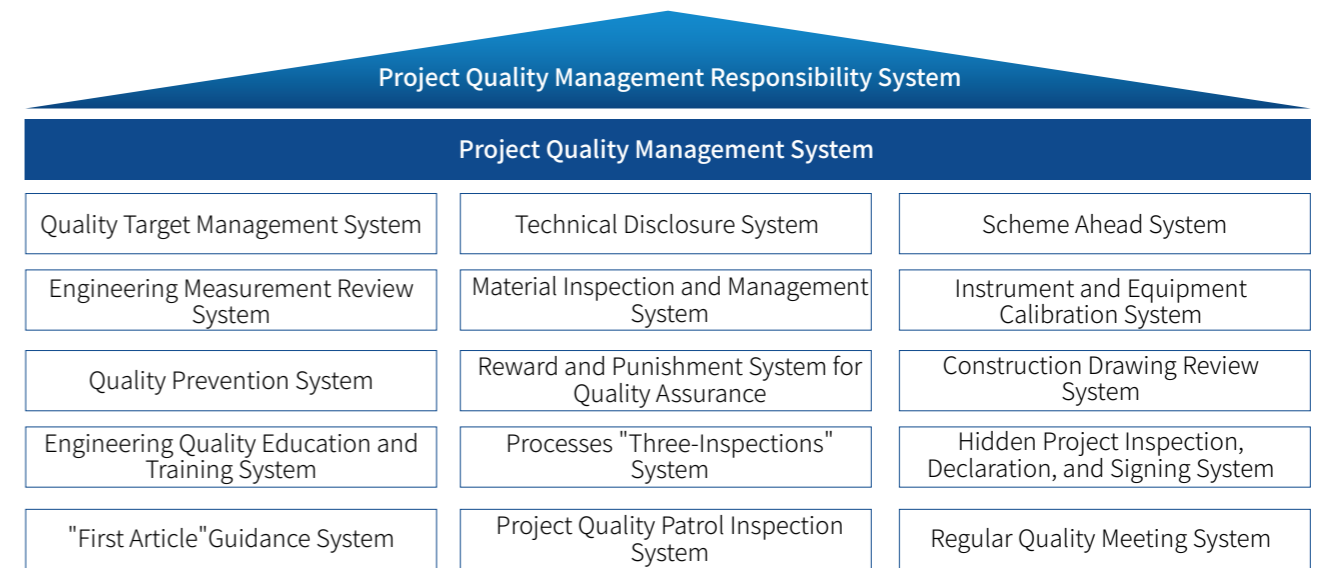 Project Quality Management Responsibility System
Project Quality Management System
Quality Target Management System
Technical Disclosure System
Scheme Ahead System
Engineering Measurement Review
System
Material Inspection and Management
System
Instrument and Equipment
Calibration System
Quality Prevention System
Reward and Punishment System for
Quality Assurance
Construction Drawing Review
System
Engineering Quality Education and
Training System
Processes "Three-Inspections"
System
Hidden Project Inspection,
Declaration, and Signing System
"First Article"Guidance System
Project Quality Patrol Inspection
System
Regular Quality Meeting System